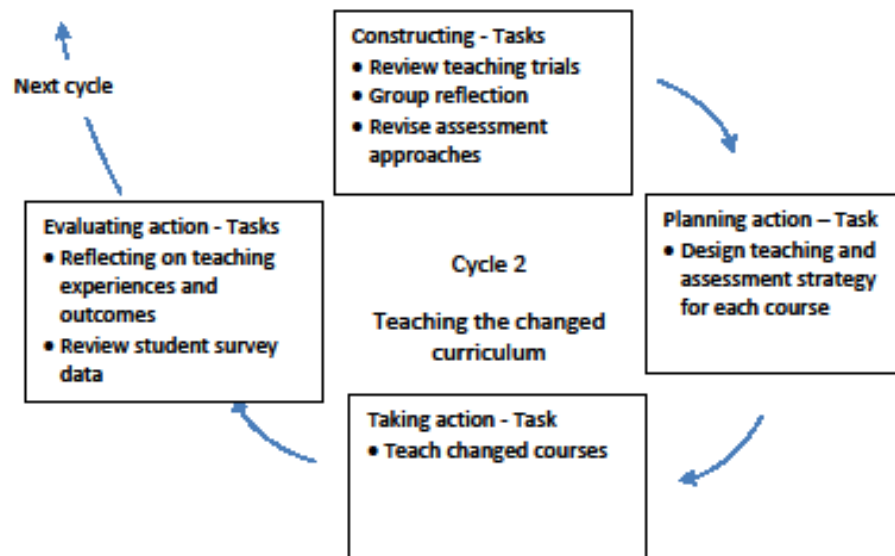 Constructing - Tasks
• Review teaching trials
• Group reflection
• Revise assessment
approaches
Next cycle
Planning action – Task
• Design teaching and
assessment strategy
for each course
Evaluating action - Tasks
• Reflecting on teaching
experiences and
outcomes
• Review student survey
data
Cycle 2
Teaching the changed
curriculum
Taking action - Task
• Teach changed courses